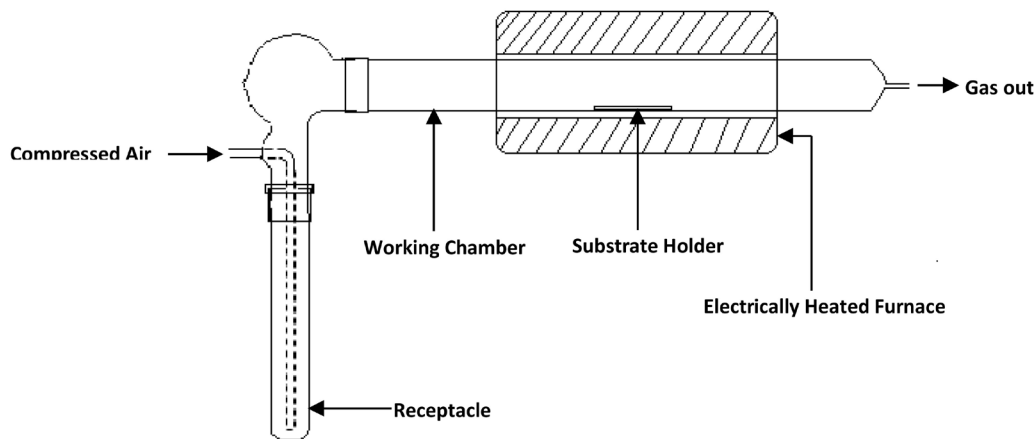 Gas out
Compressed Air
Working Chamber
Substrate Holder
Electrically Heated Furnace
Receptacle